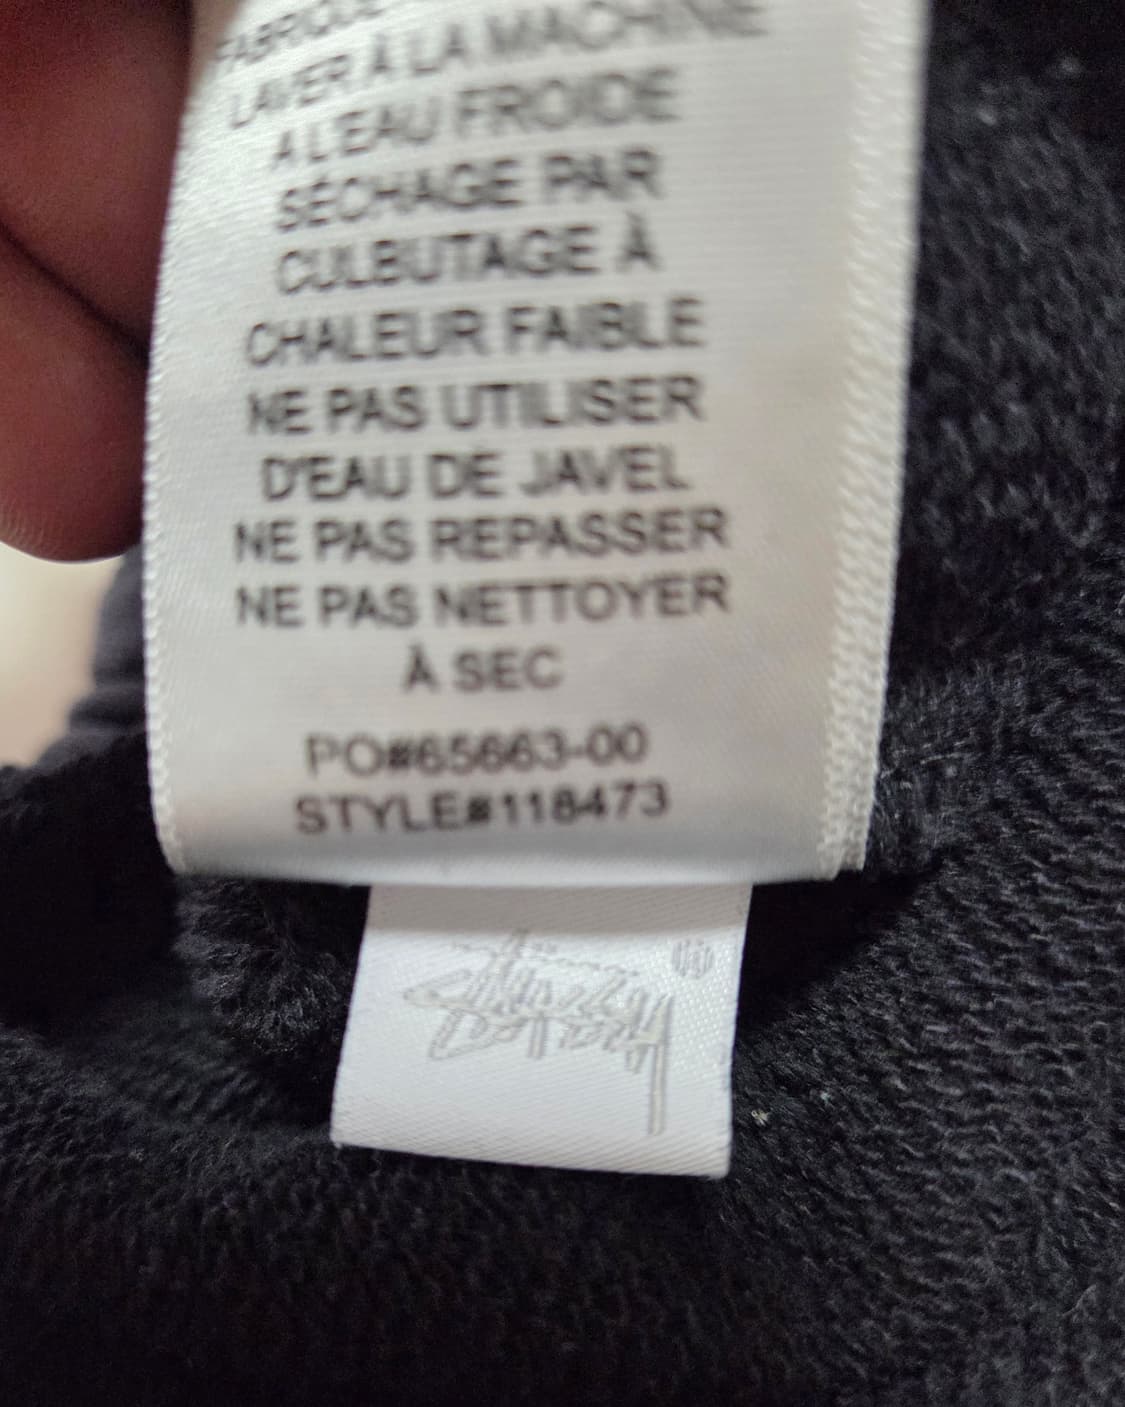 FABRIQUÉ
LAVER À LA MACHINE
A L'EAU FROIDE
SÉCHAGE PAR
CULBUTAGE À
CHALEUR FAIBLE
NE PAS UTILISER
D'EAU DE JAVEL
NE PAS REPASSER
NE PAS NETTOYER
À SEC
PO#65663-00
STYLE#118473
Stüssy